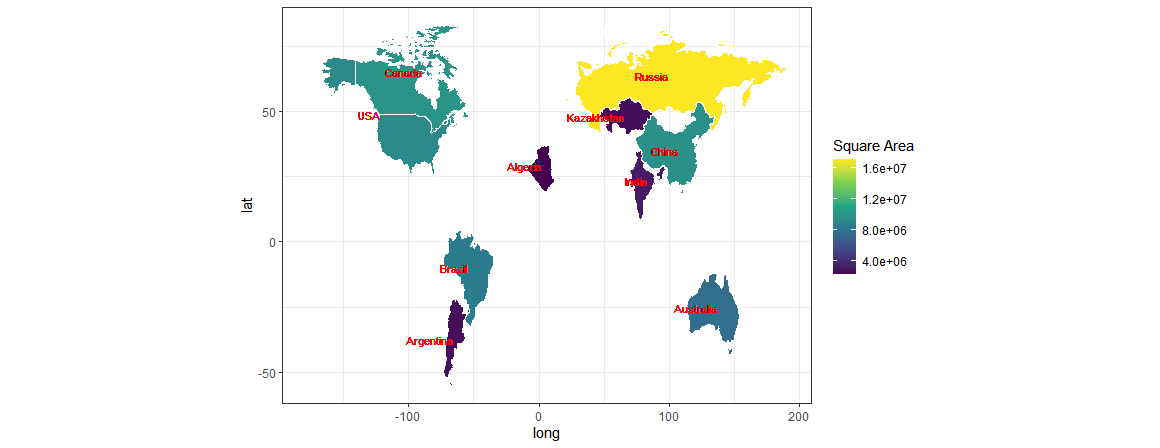 Canada
Russia
USA
Kazakhstan
China
Algeria
India
Brazil
Australia
Argentina
50
0
-50
lat
-100
0
100
200
long
Square Area
1.6e+07
1.2e+07
8.0e+06
4.0e+06